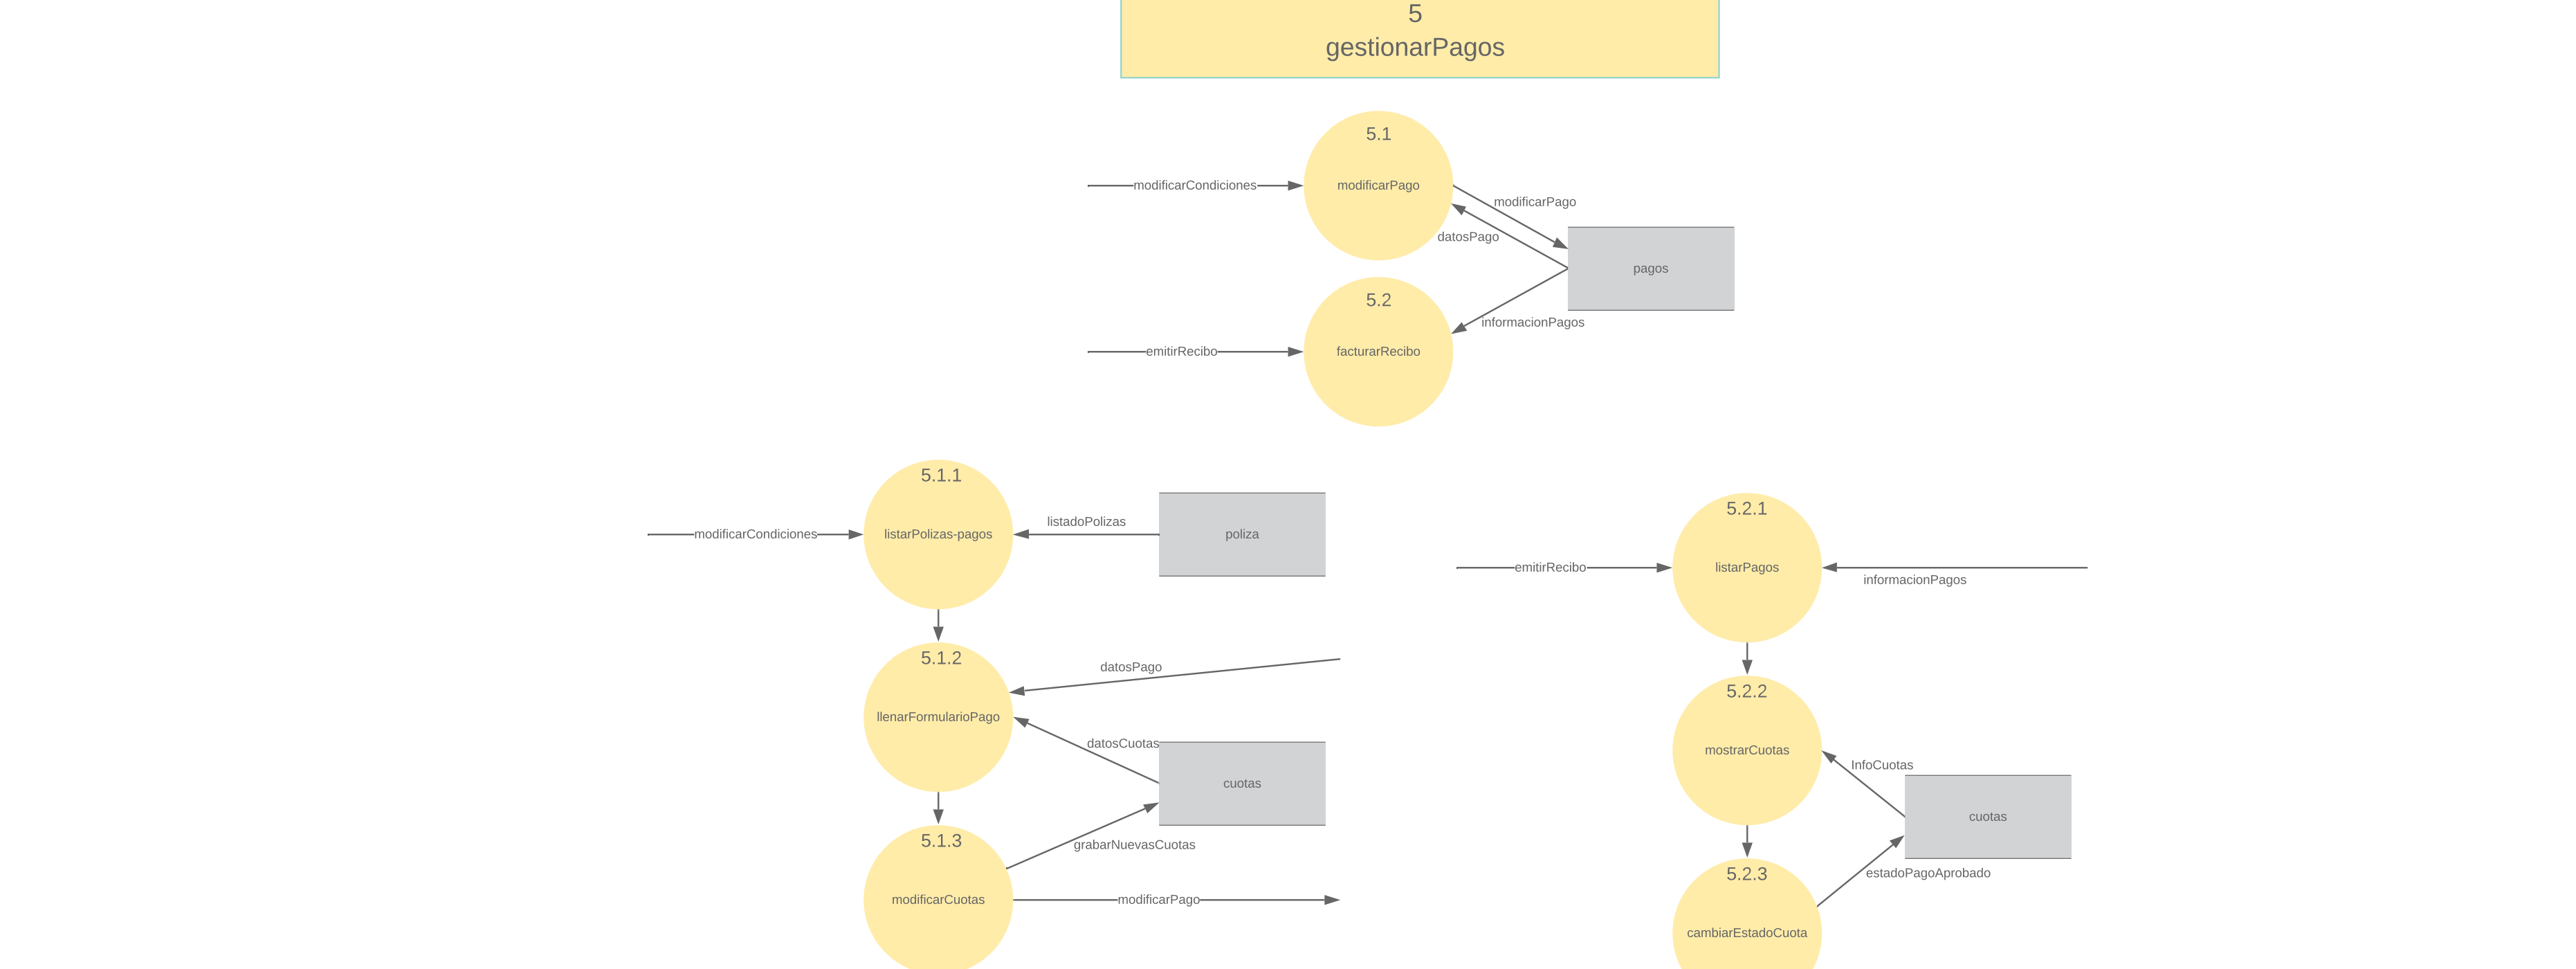 5
gestionarPagos
5.1
modificarCondiciones
modificarPago
modificarPago
datosPago
pagos
5.2
informacionPagos
emitirRecibo
facturarRecibo
5.1.1
modificarCondiciones
listarPolizas-pagos
listadoPolizas
poliza
5.1.2
datosPago
llenarFormularioPago
datosCuotas
cuotas
5.1.3
grabarNuevasCuotas
modificarCuotas
modificarPago
5.2.1
emitirRecibo
listarPagos
informacionPagos
5.2.2
mostrarCuotas
InfoCuotas
cuotas
5.2.3
estadoPagoAprobado
cambiarEstadoCuota